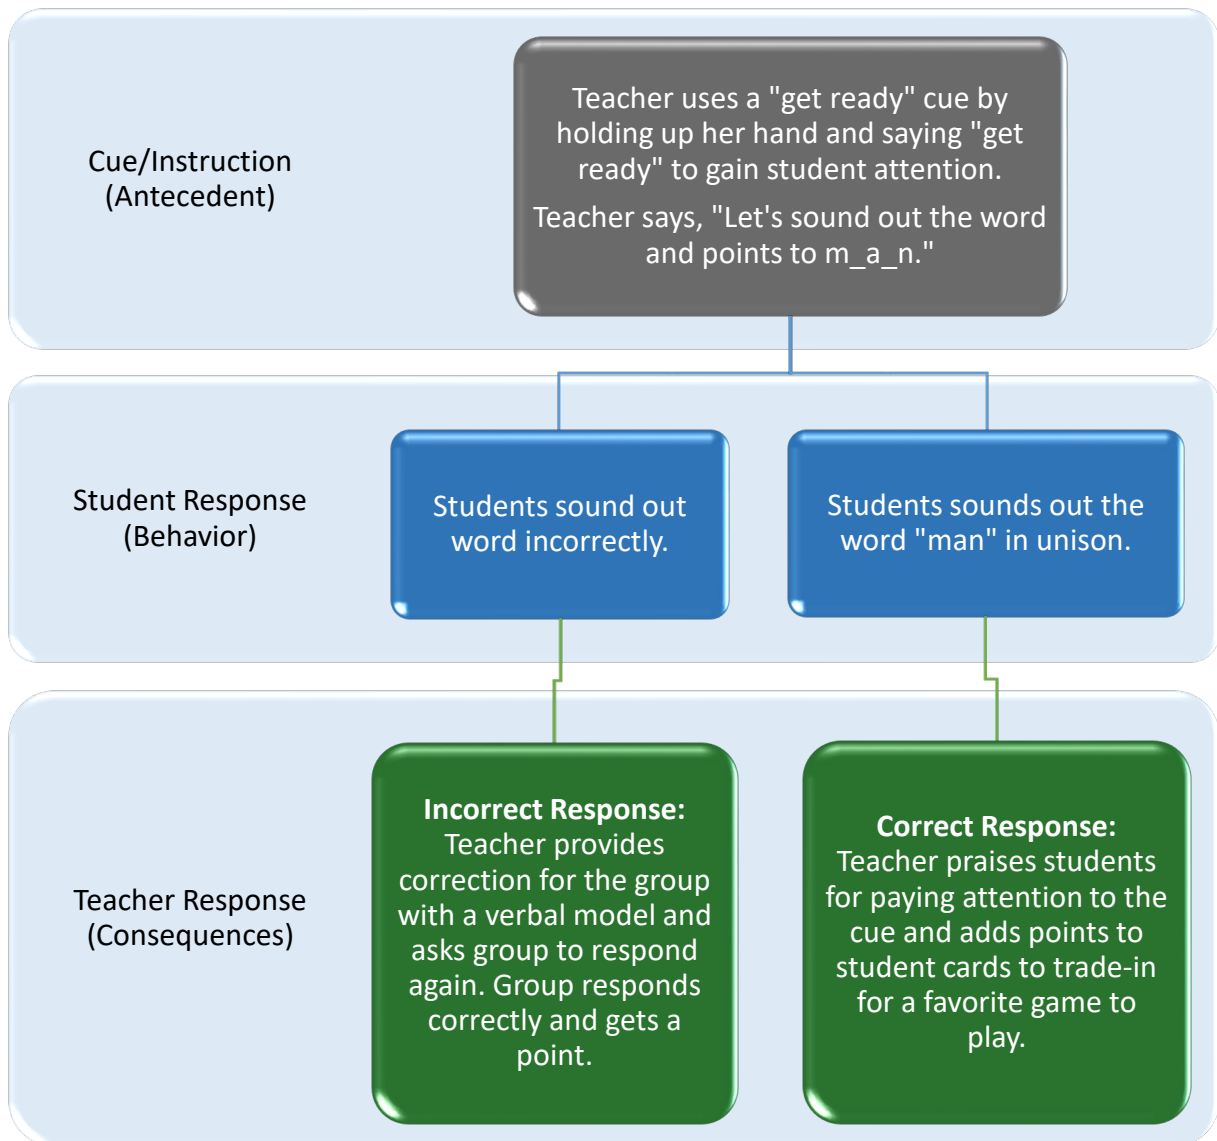 Cue/Instruction
(Antecedent)
Teacher uses a "get ready" cue by
holding up her hand and saying "get
ready" to gain student attention.
Teacher says, "Let's sound out the word
and points to m_a_n."
Student Response
(Behavior)
Students sound out
word incorrectly.
Students sounds out the
word "man" in unison.
Teacher Response
(Consequences)
Incorrect Response:
Teacher provides
correction for the group
with a verbal model and
asks group to respond
again. Group responds
correctly and gets a
point.
Correct Response:
Teacher praises students
for paying attention to the
cue and adds points to
student cards to trade-in
for a favorite game to
play.